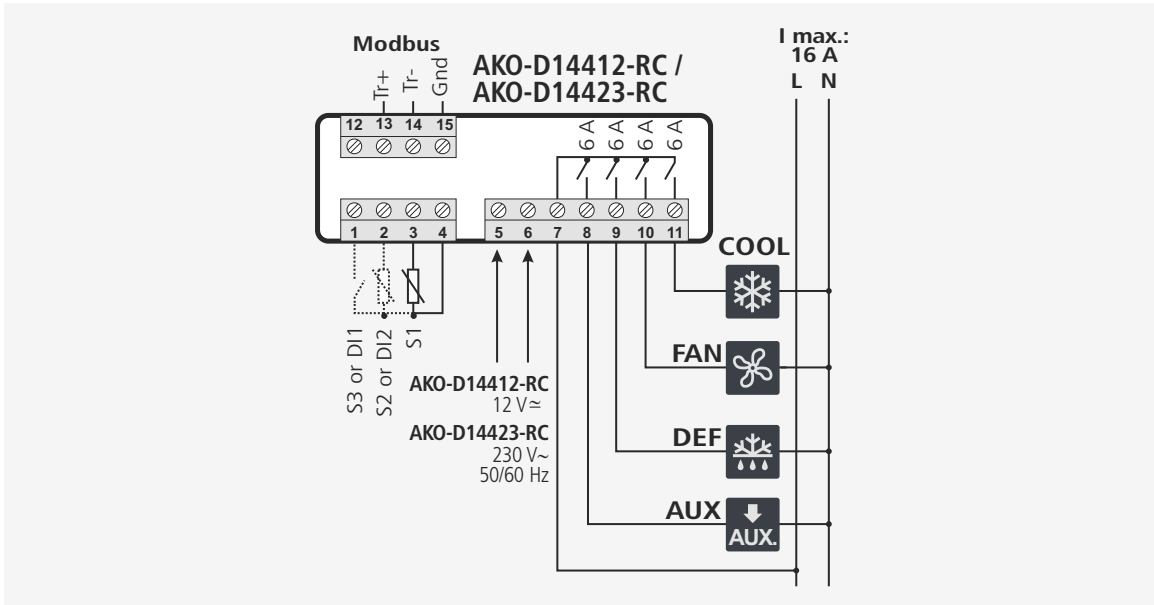 Modbus
Tr+
Tr-
Gnd
AKO-D14412-RC /
AKO-D14423-RC
I max.:
16 A
L N
12 13 14 15
6 A
6 A
6 A
6 A
1 2 3 4
5 6 7 8 9 10 11
COOL
FAN
DEF
AUX
AUX.
S3 or DI1
S2 or DI2
S1
AKO-D14412-RC
12 V≂
AKO-D14423-RC
230 V~
50/60 Hz